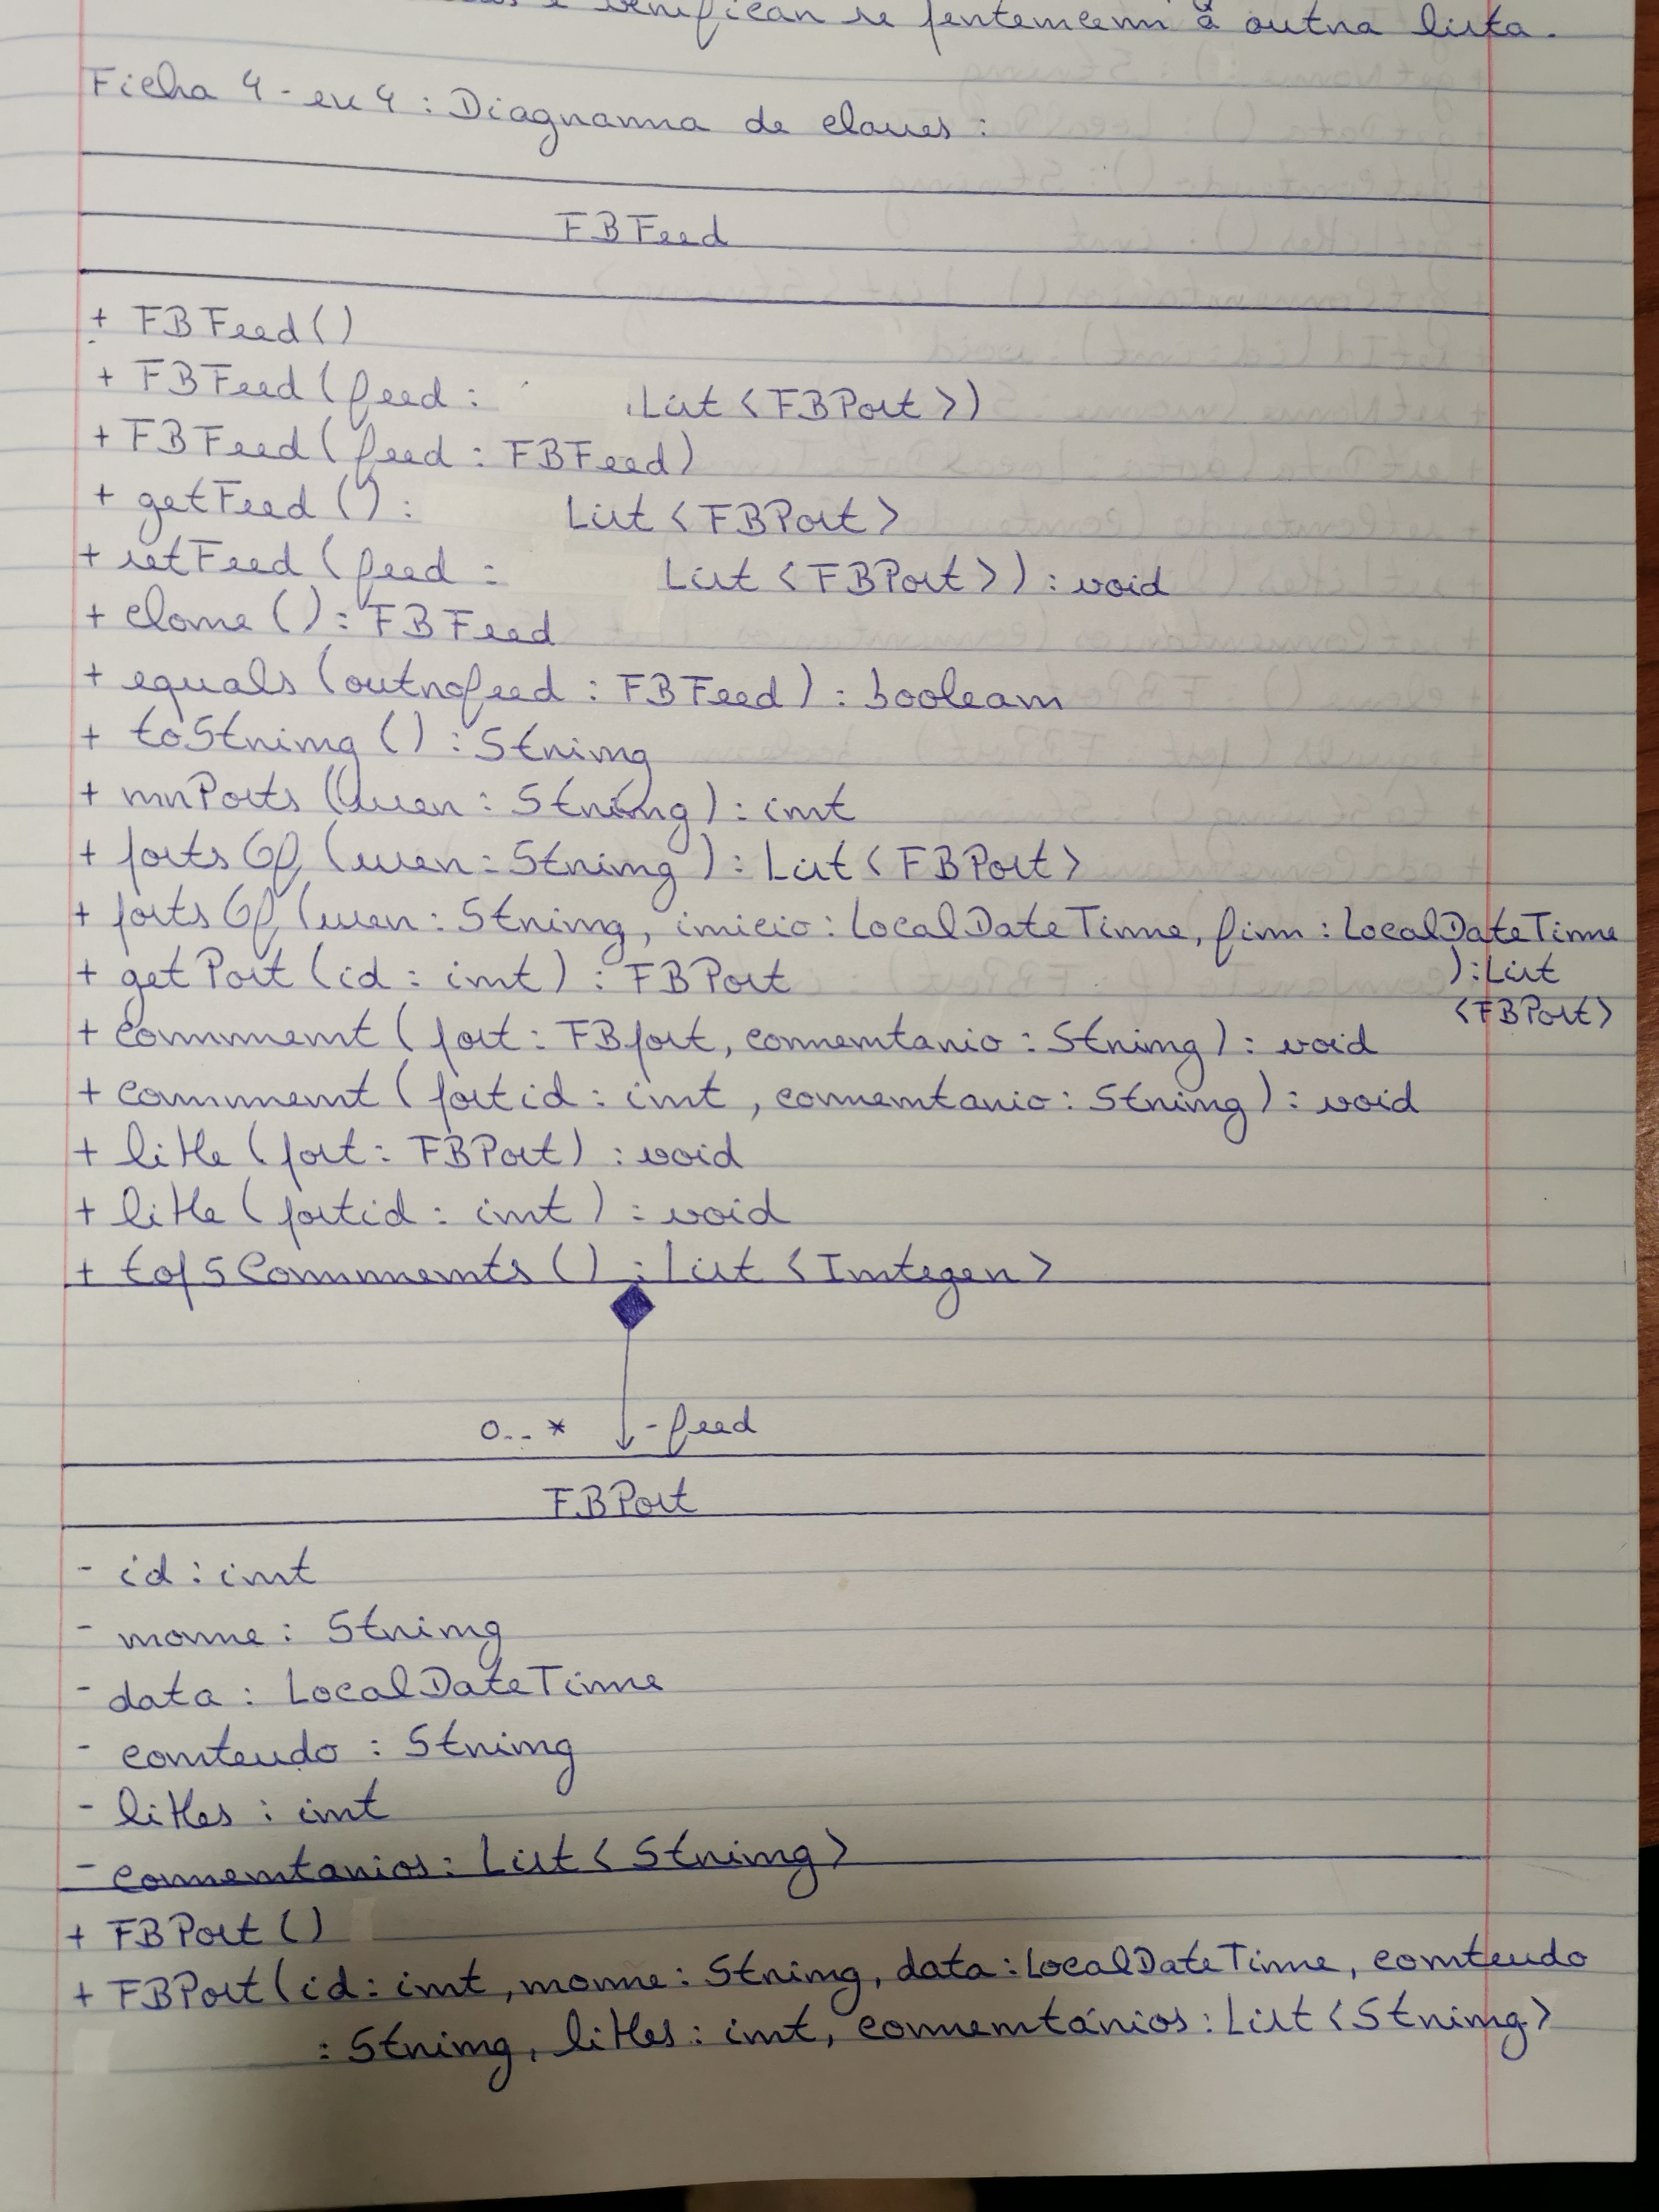 e verificar se pertencem à outra lista.
Ficha 4 - ex 4 : Diagrama de classes :
FBFeed
+ FBFeed()
+ FBFeed(feed : List<FBPost>)
+ FBFeed(feed : FBFeed)
+ getFeed() : List<FBPost>
+ setFeed(feed : List<FBPost>) : void
+ clone() : FBFeed
+ equals(outrofeed : FBFeed) : boolean
+ toString() : String
+ nrPosts (user : String) : int
+ postsOf (user : String) : List<FBPost>
+ postsOf (user : String, inicio : LocalDateTime, fim : LocalDateTime
) : List
<FBPost>
+ getPost (id : int) : FBPost
+ comment (post : FBpost, comentario : String) : void
+ comment (postid : int, comentario : String) : void
+ like (post : FBPost) : void
+ like (postid : int) : void
+ top5Comments () : List <Integer>
0..* - feed
FBPost
- id : int
- nome : String
- data : LocalDateTime
- conteudo : String
- likes : int
- comentarios : List<String>
+ FBPost ()
+ FBPost (id : int, nome : String, data : LocalDateTime, conteudo
: String, likes : int, comentários : List<String>